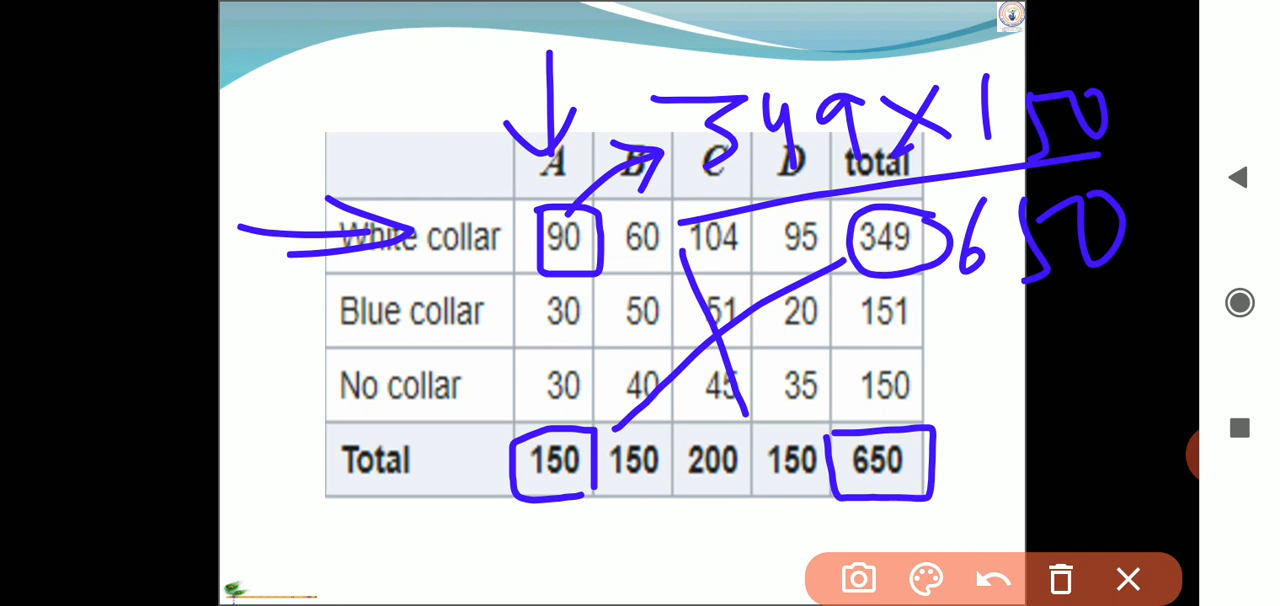 349 × 150
650
A B C D total
White collar 90 60 104 95 349
Blue collar 30 50 51 20 151
No collar 30 40 45 35 150
Total 150 150 200 150 650